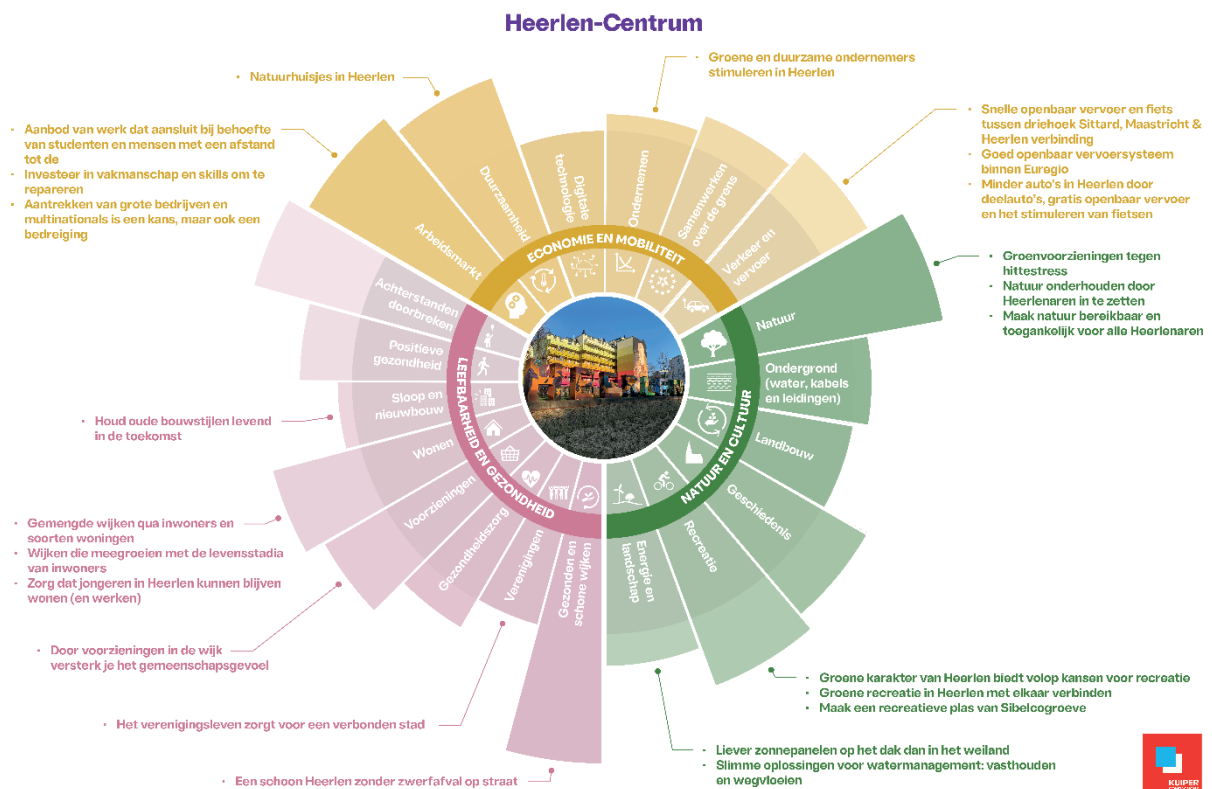 Heerlen-Centrum
• Natuurhuisjes in Heerlen
- Groene en duurzame ondernemers
stimuleren in Heerlen
- Aanbod van werk dat aansluit bij behoefte
van studenten en mensen met een afstand
tot de
- Investeer in vakmanschap en skills om te
repareren
- Aantrekken van grote bedrijven en
multinationals is een kans, maar ook een
bedreiging
- Snelle openbaar vervoer en fiets
tussen driehoek Sittard, Maastricht &
Heerlen verbinding
• Goed openbaar vervoersysteem
binnen Euregio
• Minder auto's in Heerlen door
deelauto's, gratis openbaar vervoer
en het stimuleren van fietsen
• Groenvoorzieningen tegen
hittestress
• Natuur onderhouden door
Heerlenaren in te zetten
• Maak natuur bereikbaar en
toegankelijk voor alle Heerlenaren
ECONOMIE EN MOBILITEIT
Arbeidsmarkt
Duurzaamheid
Digitale
technologie
Ondernemen
Samenwerken
over de grens
Verkeer en
vervoer
NATUUR EN CULTUUR
Natuur
Ondergrond
(water, kabels
en leidingen)
Landbouw
Geschiedenis
Recreatie
Energie en
landschap
LEEFBAARHEID EN GEZONDHEID
Achterstanden
doorbreken
Positieve
gezondheid
Sloop en
nieuwbouw
Wonen
Voorzieningen
Gezondheidszorg
Verenigingen
Gezonden en
schone wijken
• Houd oude bouwstijlen levend
in de toekomst
• Gemengde wijken qua inwoners en
soorten woningen
• Wijken die meegroeien met de levensstadia
van inwoners
• Zorg dat jongeren in Heerlen kunnen blijven
wonen (en werken)
• Door voorzieningen in de wijk
versterk je het gemeenschapsgevoel
• Het verenigingsleven zorgt voor een verbonden stad
• Een schoon Heerlen zonder zwerfafval op straat
• Groene karakter van Heerlen biedt volop kansen voor recreatie
• Groene recreatie in Heerlen met elkaar verbinden
• Maak een recreatieve plas van Sibelcogroeve
- Liever zonnepanelen op het dak dan in het weiland
- Slimme oplossingen voor watermanagement: vasthouden
en wegvloeien
KUIPER